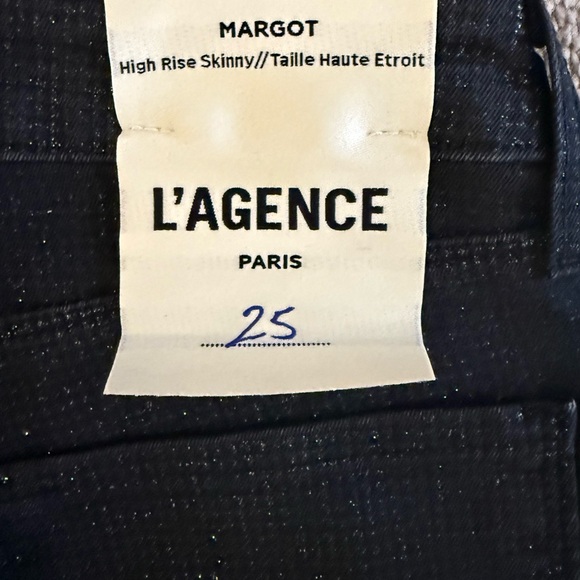 MARGOT
High Rise Skinny//Taille Haute Etroit
L'AGENCE
PARIS
25